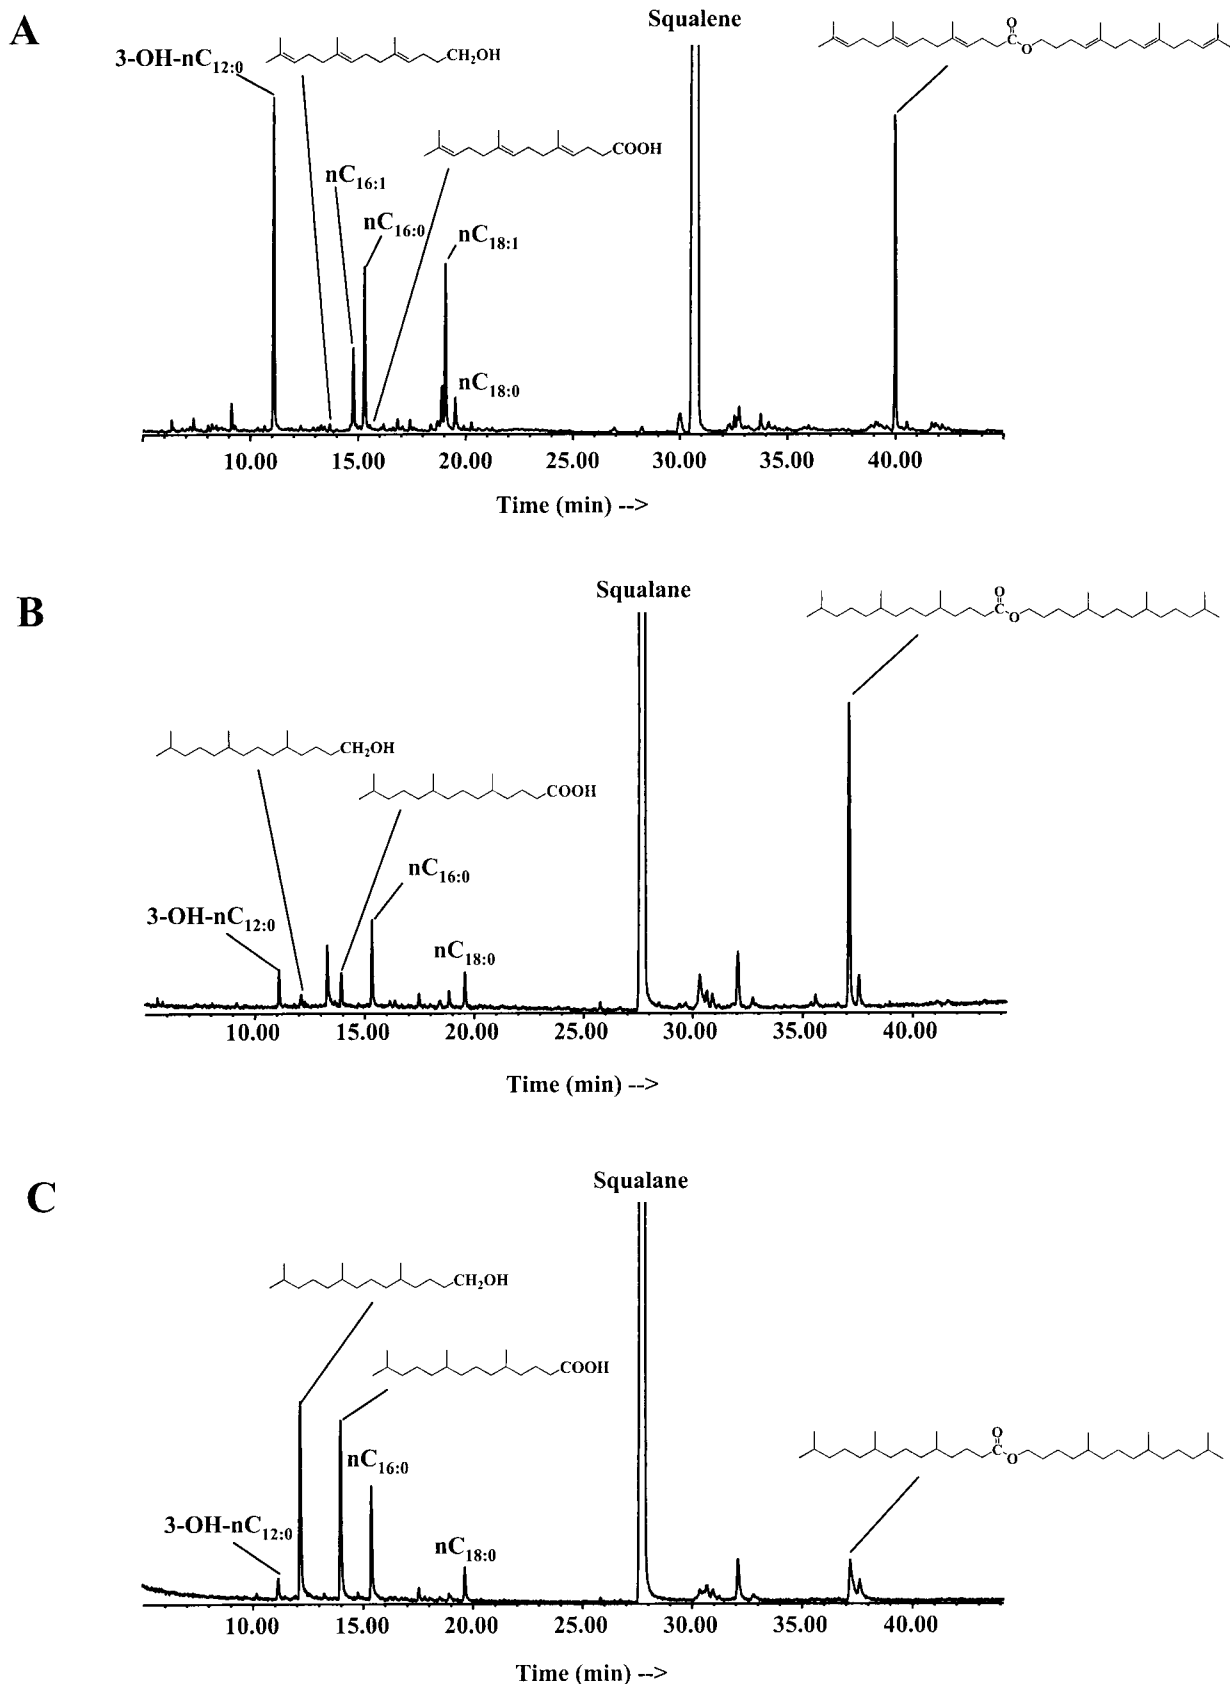 A
Squalene
O
C
O
3-OH-nC12:0
CH2OH
COOH
nC16:1
nC16:0
nC18:1
nC18:0
10.00 15.00 20.00 25.00 30.00 35.00 40.00
Time (min) -->
B
Squalane
O
C
O
CH2OH
COOH
nC16:0
3-OH-nC12:0
nC18:0
10.00 15.00 20.00 25.00 30.00 35.00 40.00
Time (min) -->
C
Squalane
CH2OH
COOH
O
C
O
nC16:0
3-OH-nC12:0
nC18:0
10.00 15.00 20.00 25.00 30.00 35.00 40.00
Time (min) -->